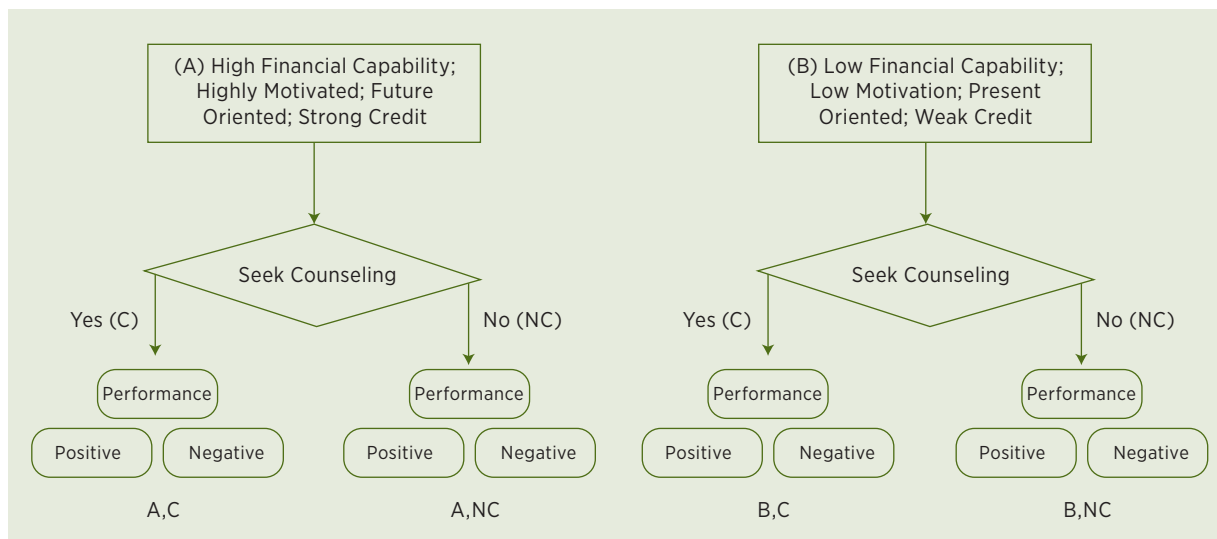 (A) High Financial Capability;
Highly Motivated; Future
Oriented; Strong Credit
(B) Low Financial Capability;
Low Motivation; Present
Oriented; Weak Credit
Seek Counseling
Seek Counseling
Yes (C)
No (NC)
Yes (C)
No (NC)
Performance
Performance
Performance
Performance
Positive
Negative
Positive
Negative
Positive
Negative
Positive
Negative
A,C
A,NC
B,C
B,NC